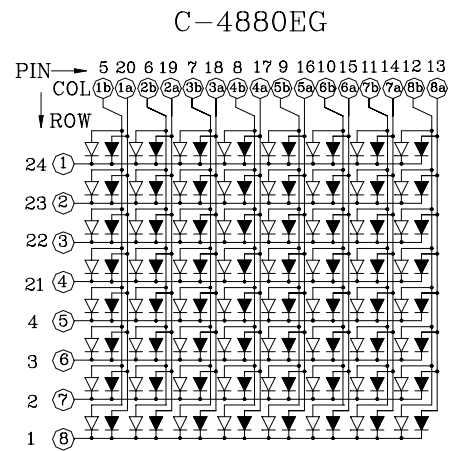 C-4880EG
PIN 5 20 6 19 7 18 8 17 9 16 10 15 11 14 12 13
COL 1b 1a 2b 2a 3b 3a 4b 4a 5b 5a 6b 6a 7b 7a 8b 8a
ROW
24 1
23 2
22 3
21 4
4 5
3 6
2 7
1 8